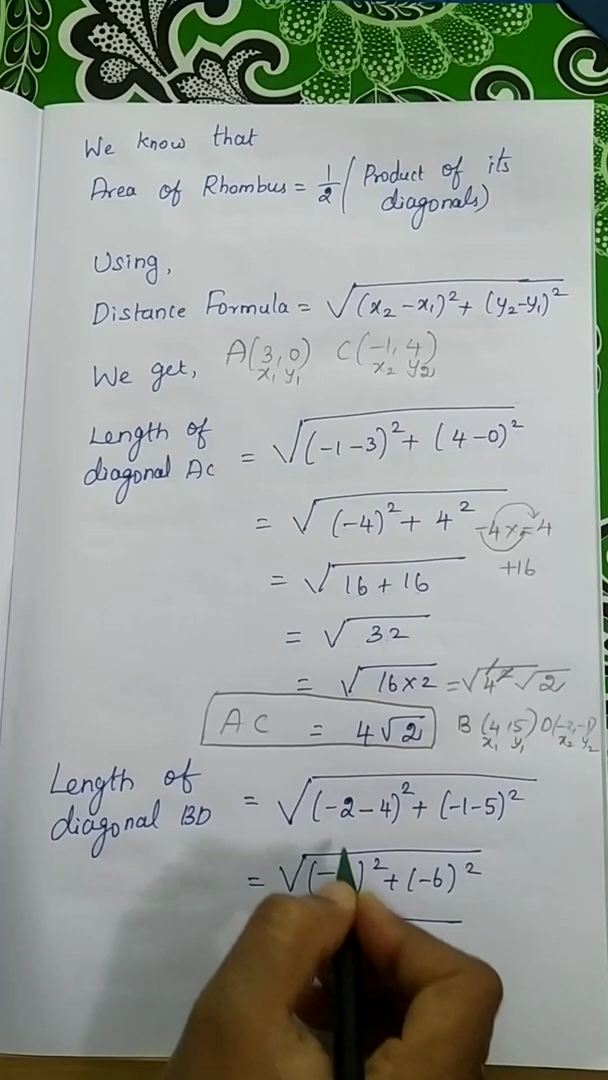 We know that
Area of Rhombus = 1/2 (Product of its diagonals)
Using,
Distance Formula = √(x₂-x₁)² + (y₂-y₁)²
We get, A(3,0) C(-1,4)
x₁ y₁ x₂ y₂
Length of diagonal AC = √(-1-3)² + (4-0)²
= √(-4)² + 4² -4×-4
= √16+16 +16
= √32
= √16×2 = √4² √2
AC = 4√2 B(4,5) D(-2,-1)
x₁ y₁ x₂ y₂
Length of diagonal BD = √(-2-4)² + (-1-5)²
= √(- )² + (-6)²